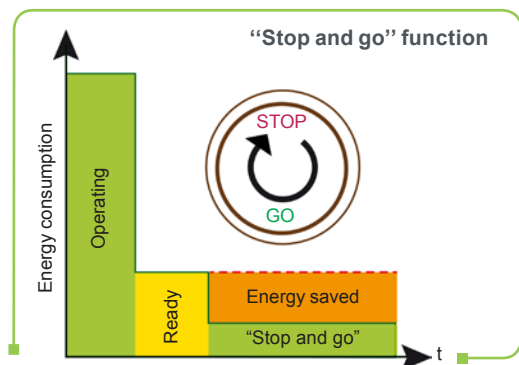 “Stop and go” function
STOP
GO
Energy consumption
Operating
Ready
Energy saved
“Stop and go”
t